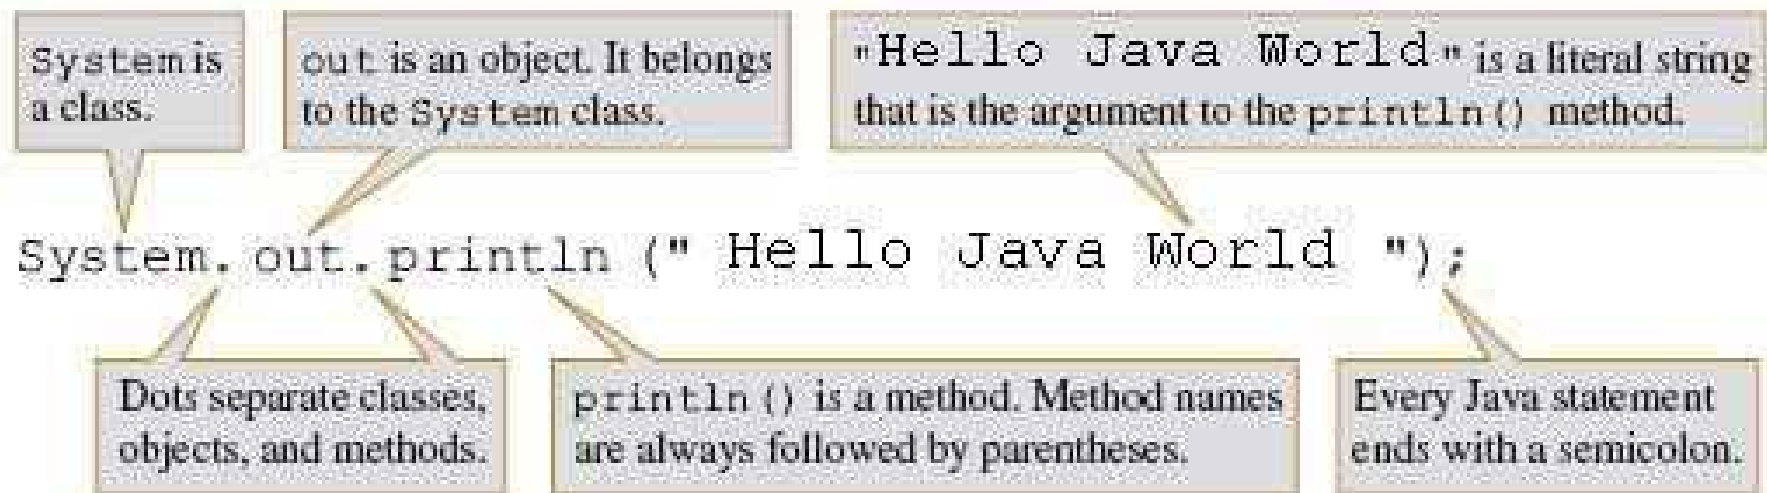 System is
a class.
out is an object. It belongs
to the System class.
"Hello Java World" is a literal string
that is the argument to the println() method.
System. out. println (" Hello Java World ");
Dots separate classes,
objects, and methods.
println() is a method. Method names
are always followed by parentheses.
Every Java statement
ends with a semicolon.